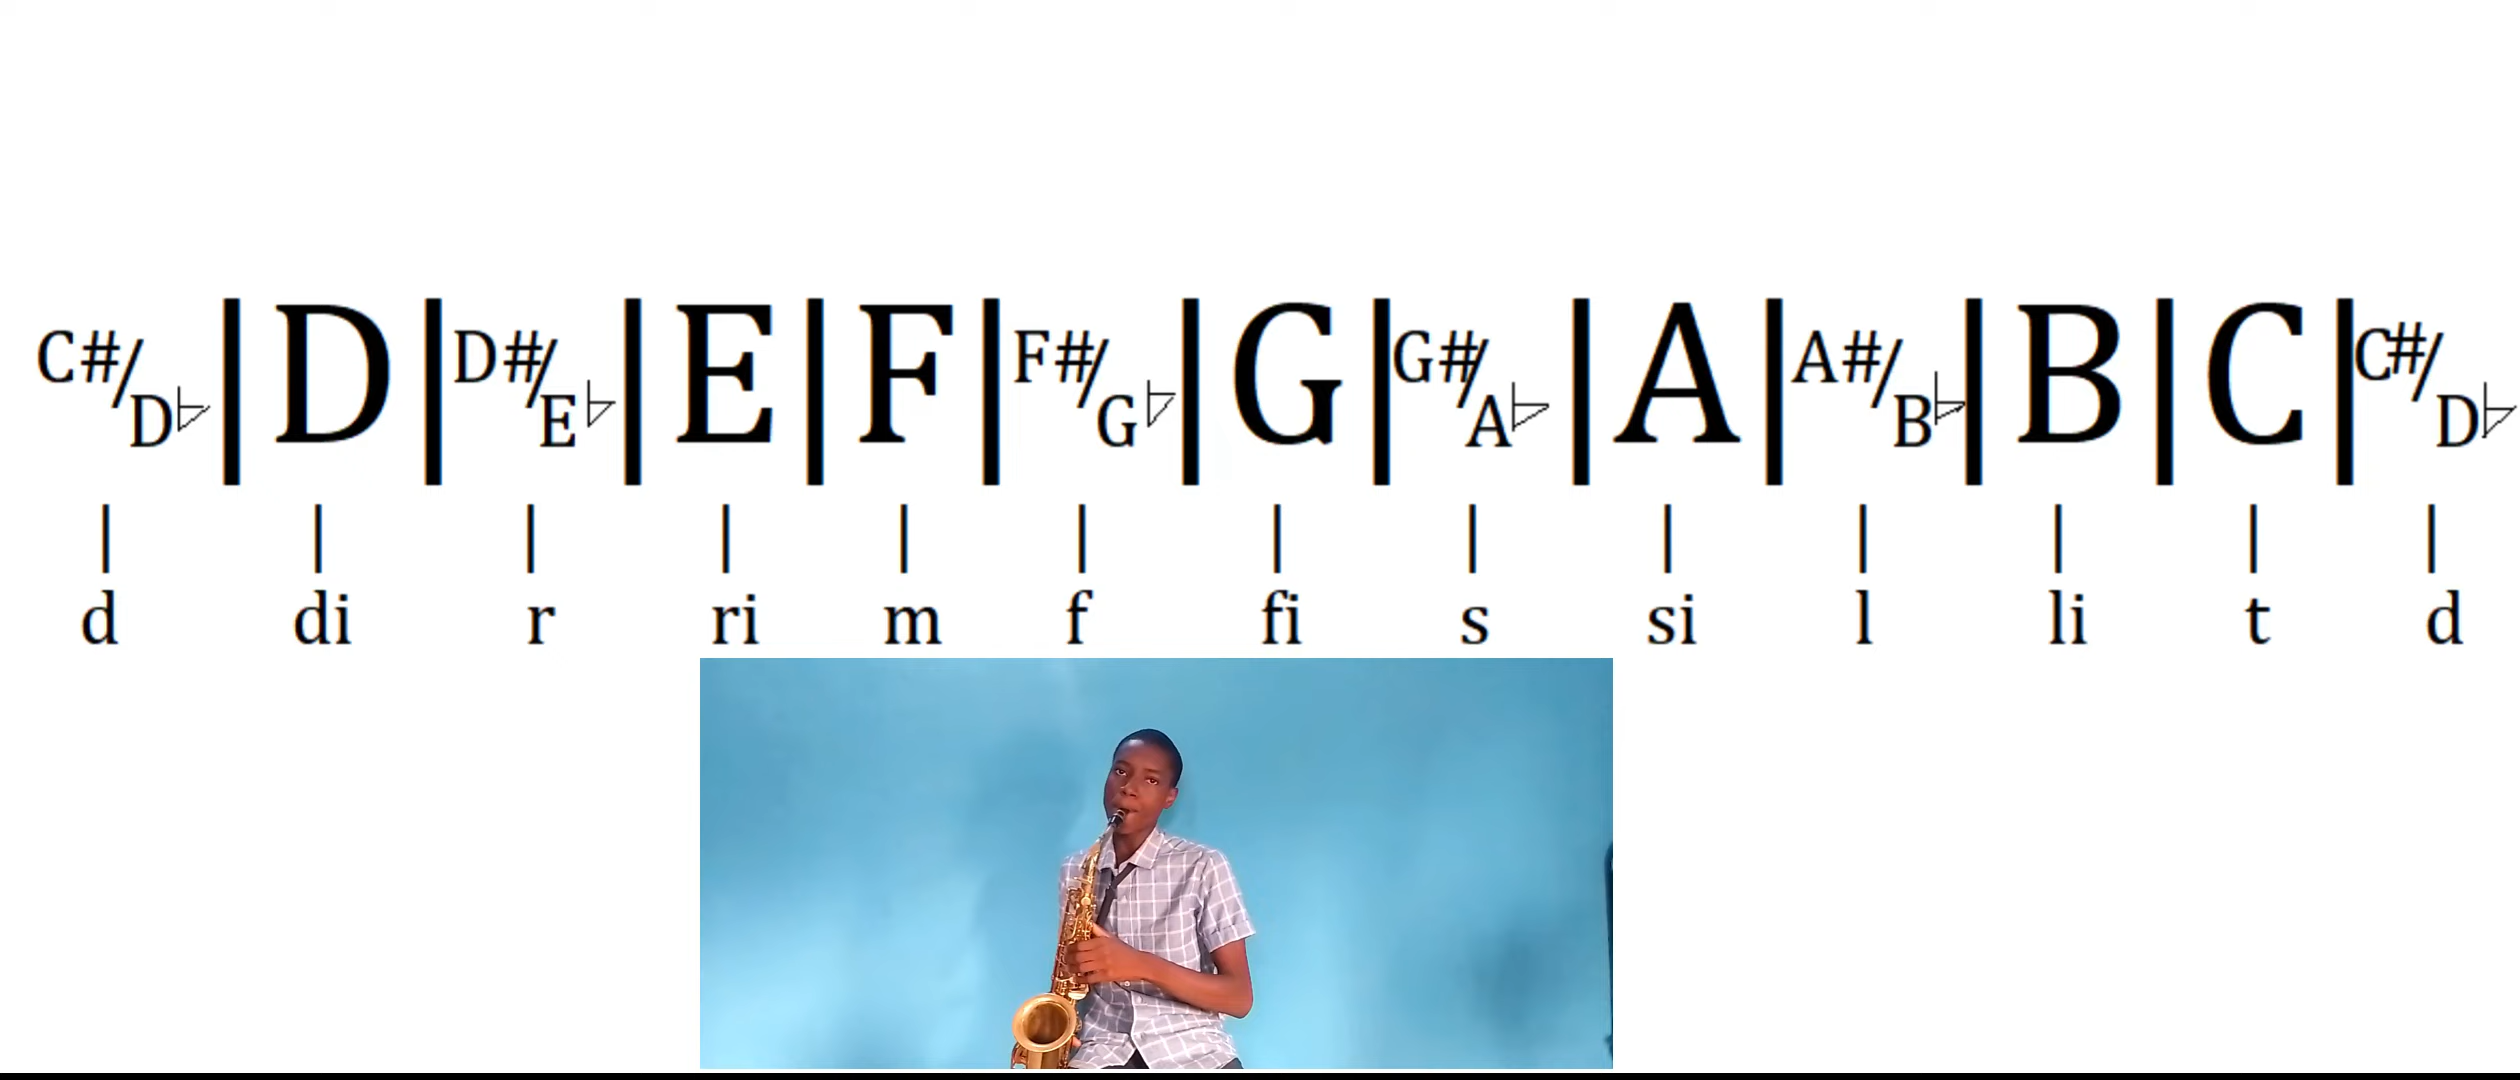 C#/D♭ | D | D#/E♭ | E | F | F#/G♭ | G | G#/A♭ | A | A#/B♭ | B | C | C#/D♭
d di r ri m f fi s si l li t d